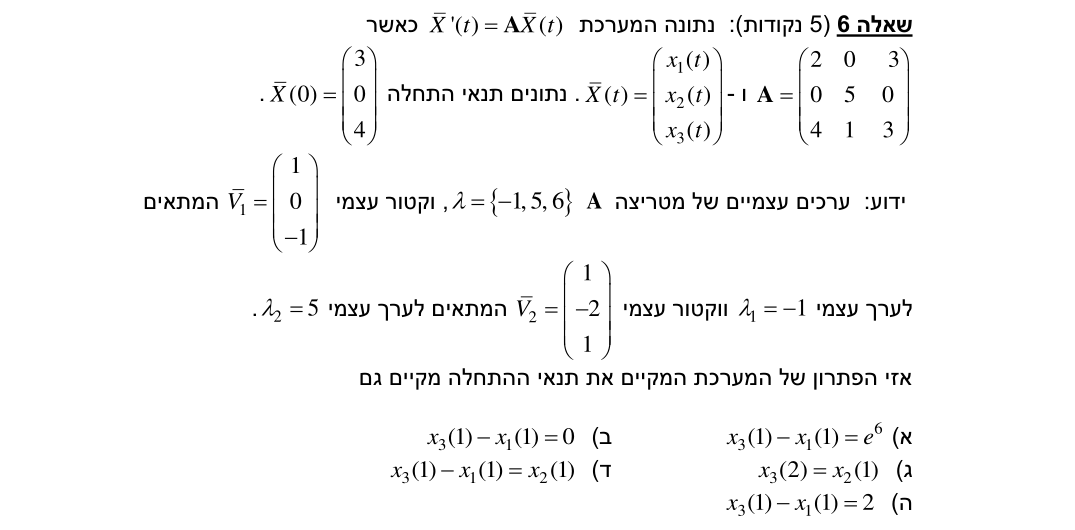 שאלה 6 (5 נקודות): נתונה המערכת X̅'(t) = AX̅(t) כאשר
A = (2 0 3; 0 5 0; 4 1 3) ו - X̅(t) = (x₁(t); x₂(t); x₃(t)) . נתונים תנאי התחלה X̅(0) = (3; 0; 4) .
ידוע: ערכים עצמיים של מטריצה A λ = {−1, 5, 6} , וקטור עצמי V̅₁ = (1; 0; −1) המתאים
לערך עצמי λ₁ = −1 ווקטור עצמי V̅₂ = (1; −2; 1) המתאים לערך עצמי λ₂ = 5 .
אזי הפתרון של המערכת המקיים את תנאי ההתחלה מקיים גם
א) x₃(1) − x₁(1) = e⁶ ב) x₃(1) − x₁(1) = 0
ג) x₃(2) = x₂(1) ד) x₃(1) − x₁(1) = x₂(1)
ה) x₃(1) − x₁(1) = 2